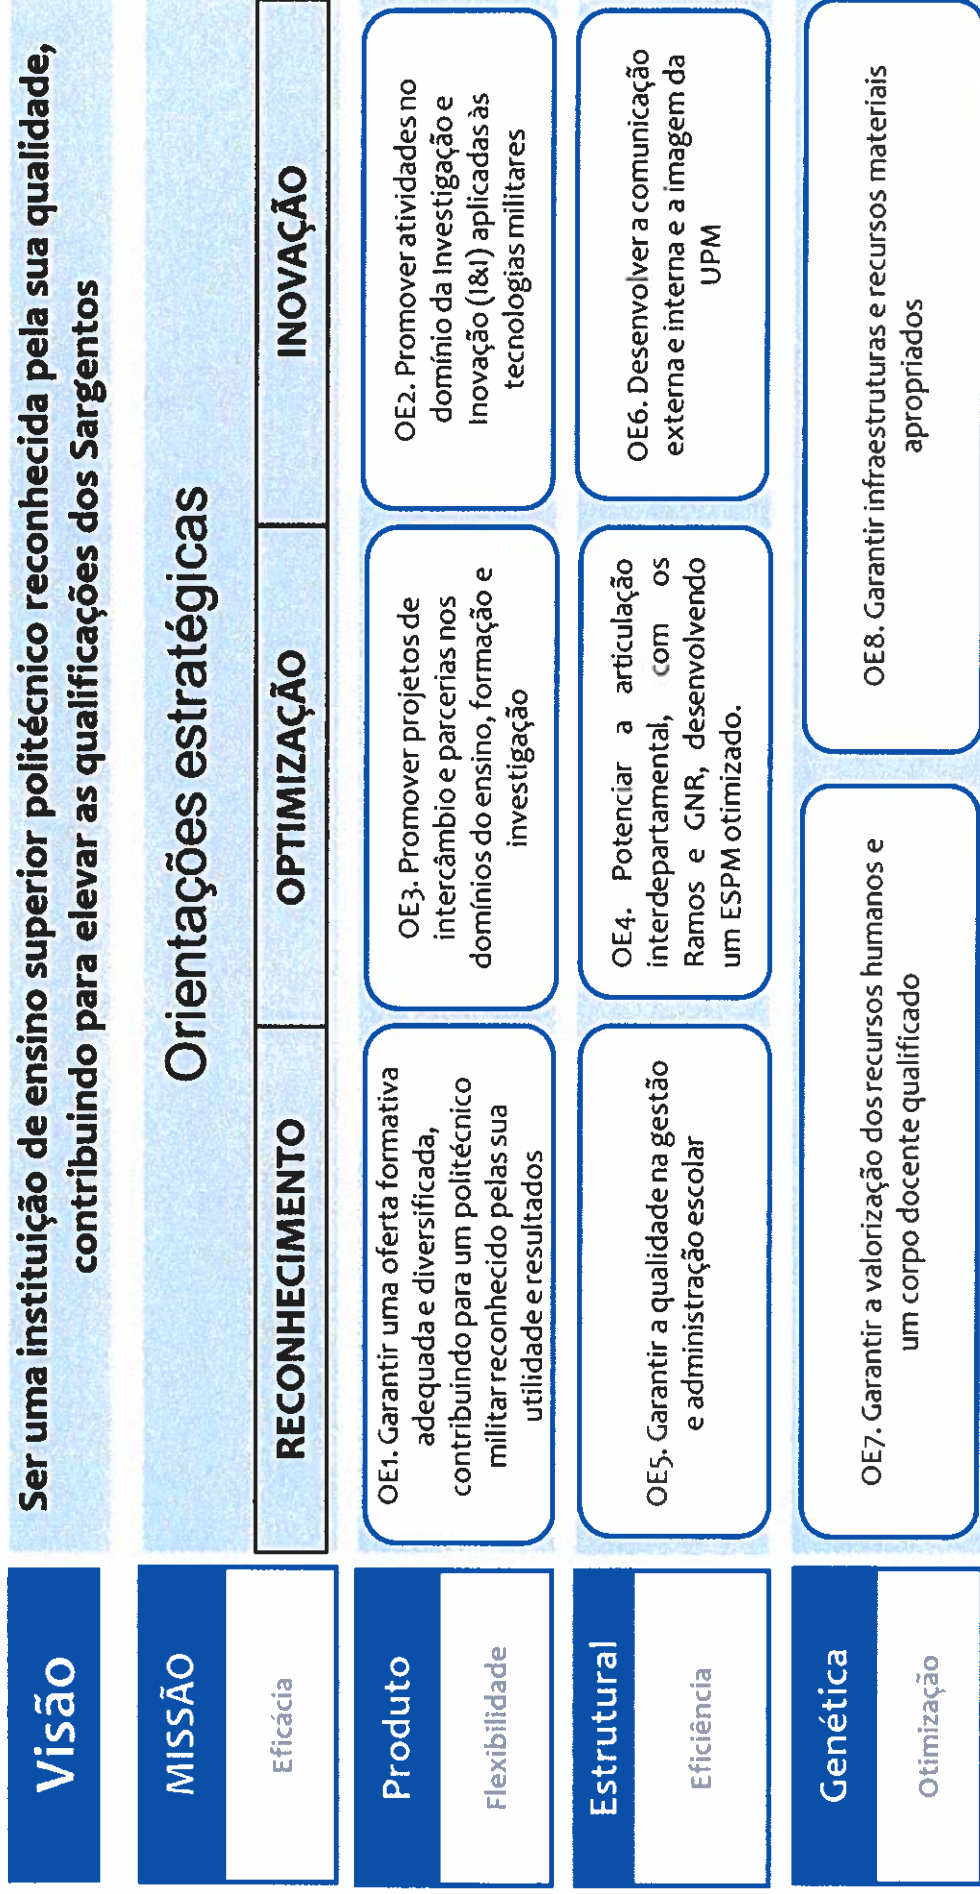 Visão
Ser uma instituição de ensino superior politécnico reconhecida pela sua qualidade,
contribuindo para elevar as qualificações dos Sargentos
MISSÃO
Eficácia
Orientações estratégicas
RECONHECIMENTO
OPTIMIZAÇÃO
INOVAÇÃO
Produto
Flexibilidade
OE1. Garantir uma oferta formativa
adequada e diversificada,
contribuindo para um politécnico
militar reconhecido pelas sua
utilidade e resultados
OE3. Promover projetos de
intercâmbio e parcerias nos
domínios do ensino, formação e
investigação
OE2. Promover atividades no
domínio da Investigação e
Inovação (I&I) aplicadas às
tecnologias militares
Estrutural
Eficiência
OE5. Garantir a qualidade na gestão
e administração escolar
OE4. Potenciar a articulação
interdepartamental, com os
Ramos e GNR, desenvolvendo
um ESPM otimizado.
OE6. Desenvolver a comunicação
externa e interna e a imagem da
UPM
Genética
Otimização
OE7. Garantir a valorização dos recursos humanos e
um corpo docente qualificado
OE8. Garantir infraestruturas e recursos materiais
apropriados